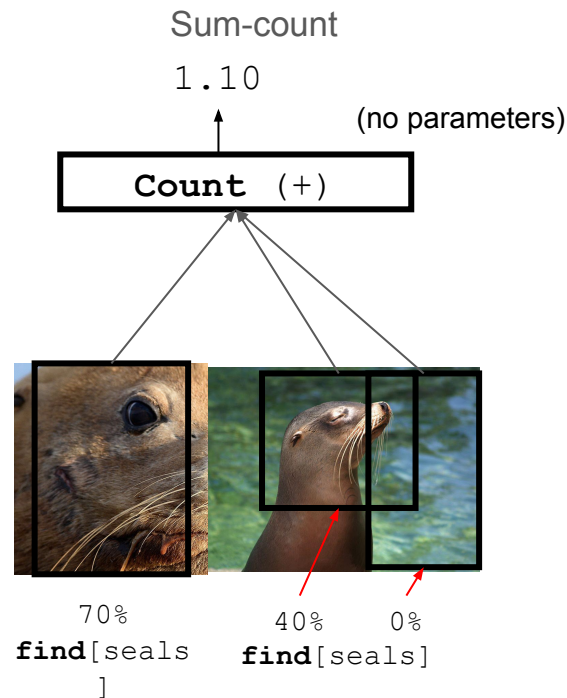 Sum-count
1.10
(no parameters)
Count (+)
70% 40% 0%
find[seals find[seals]
]